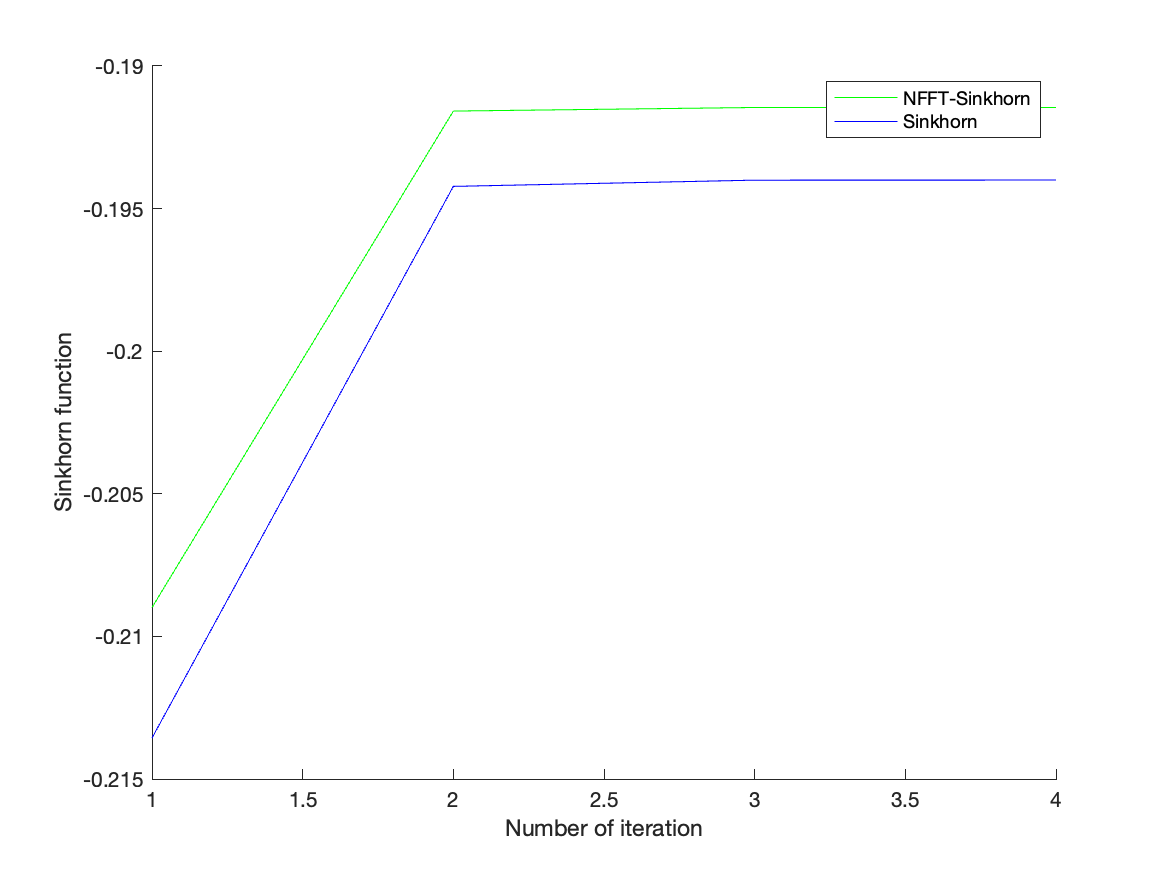 -0.19
-0.195
-0.2
-0.205
-0.21
-0.215
Sinkhorn function
NFFT-Sinkhorn
Sinkhorn
1 1.5 2 2.5 3 3.5 4
Number of iteration